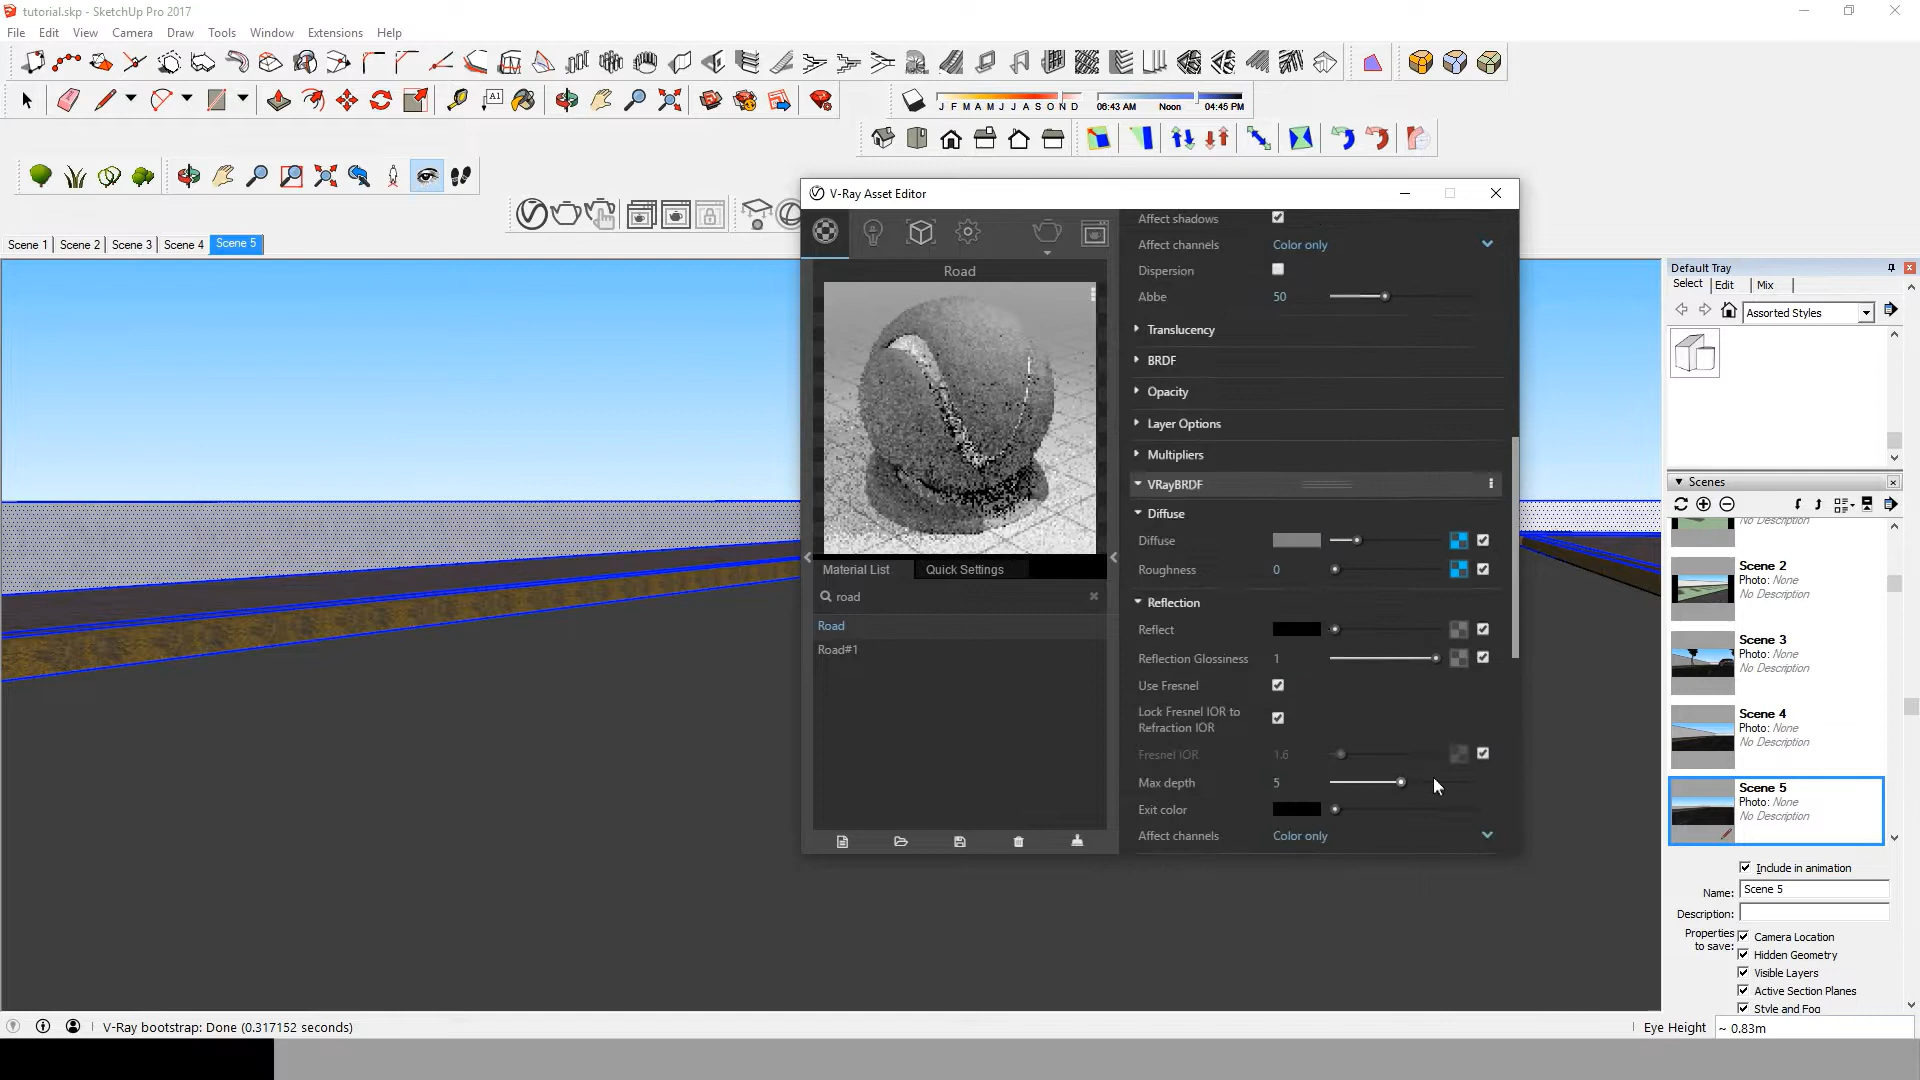 tutorial.skp - SketchUp Pro 2017
File Edit View Camera Draw Tools Window Extensions Help
A1
J F M A M J J A S O N D
06:43 AM Noon 04:45 PM
Scene 1 Scene 2 Scene 3 Scene 4 Scene 5
V-Ray Asset Editor
Road
Material List Quick Settings
road
Road
Road#1
Affect shadows
Affect channels Color only
Dispersion
Abbe 50
Translucency
BRDF
Opacity
Layer Options
Multipliers
VRayBRDF
Diffuse
Diffuse
Roughness 0
Reflection
Reflect
Reflection Glossiness 1
Use Fresnel
Lock Fresnel IOR to
Refraction IOR
Fresnel IOR 1.6
Max depth 5
Exit color
Affect channels Color only
Default Tray
Select Edit Mix
Assorted Styles
Scenes
No Description
Scene 2
Photo: None
No Description
Scene 3
Photo: None
No Description
Scene 4
Photo: None
No Description
Scene 5
Photo: None
No Description
Include in animation
Name: Scene 5
Description:
Properties
to save:
Camera Location
Hidden Geometry
Visible Layers
Active Section Planes
Style and Fog
V-Ray bootstrap: Done (0.317152 seconds)
Eye Height ~ 0.83m